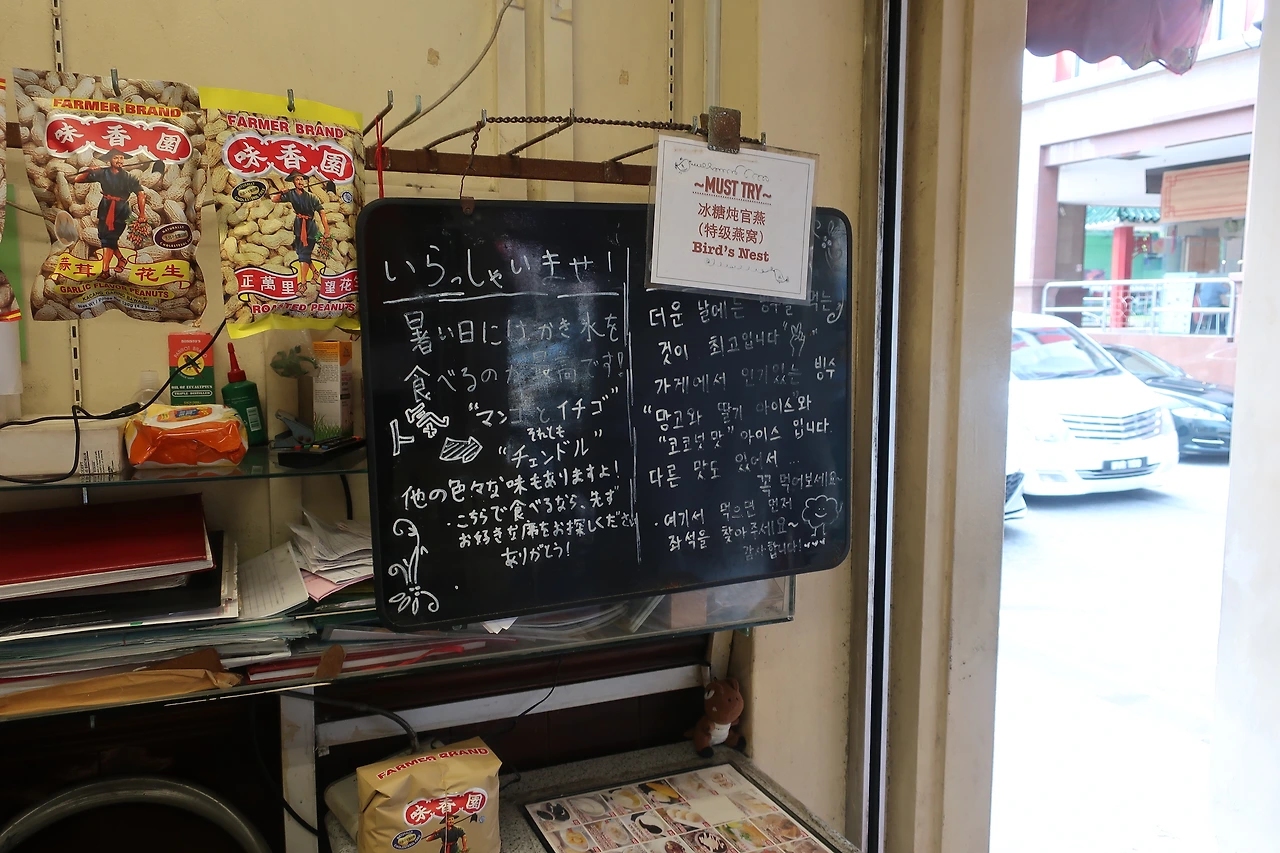 FARMER BRAND
味香園
蒜茸花生
GARLIC FLAVOUR PEANUTS
FARMER BRAND
味香園
正萬里望花生
ROASTED PEANUTS
~MUST TRY~
冰糖炖官燕
(特级燕窝)
Bird's Nest
いらっしゃいませ!
暑い日にはかき氷を
食べるのが最高です!
人気
"マンゴとイチゴ"
それとも
"チェンドル"
他の色々な味もありますよ!
・こちらで食べるなら、先ず
お好きな席をお探しください
ありがとう!
더운 날에는 빙수를 먹는
것이 최고입니다
가게에서 인기있는 빙수
"망고와 딸기 아이스"와
"코코넛 맛" 아이스 입니다.
다른 맛도 있어서 ...
꼭 먹어보세요~
・여기서 먹으면 먼저
좌석을 찾아주세요~
감사합니다!
FARMER BRAND
味香園